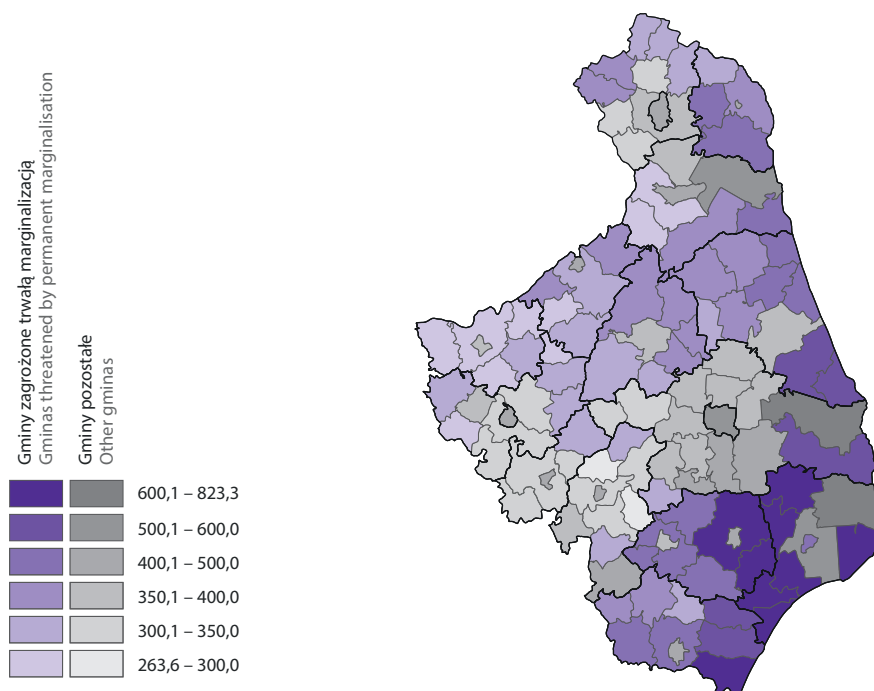 Gminy zagrożone trwałą marginalizacją
Gminas threatened by permanent marginalisation
Gminy pozostałe
Other gminas
600,1 – 823,3
500,1 – 600,0
400,1 – 500,0
350,1 – 400,0
300,1 – 350,0
263,6 – 300,0